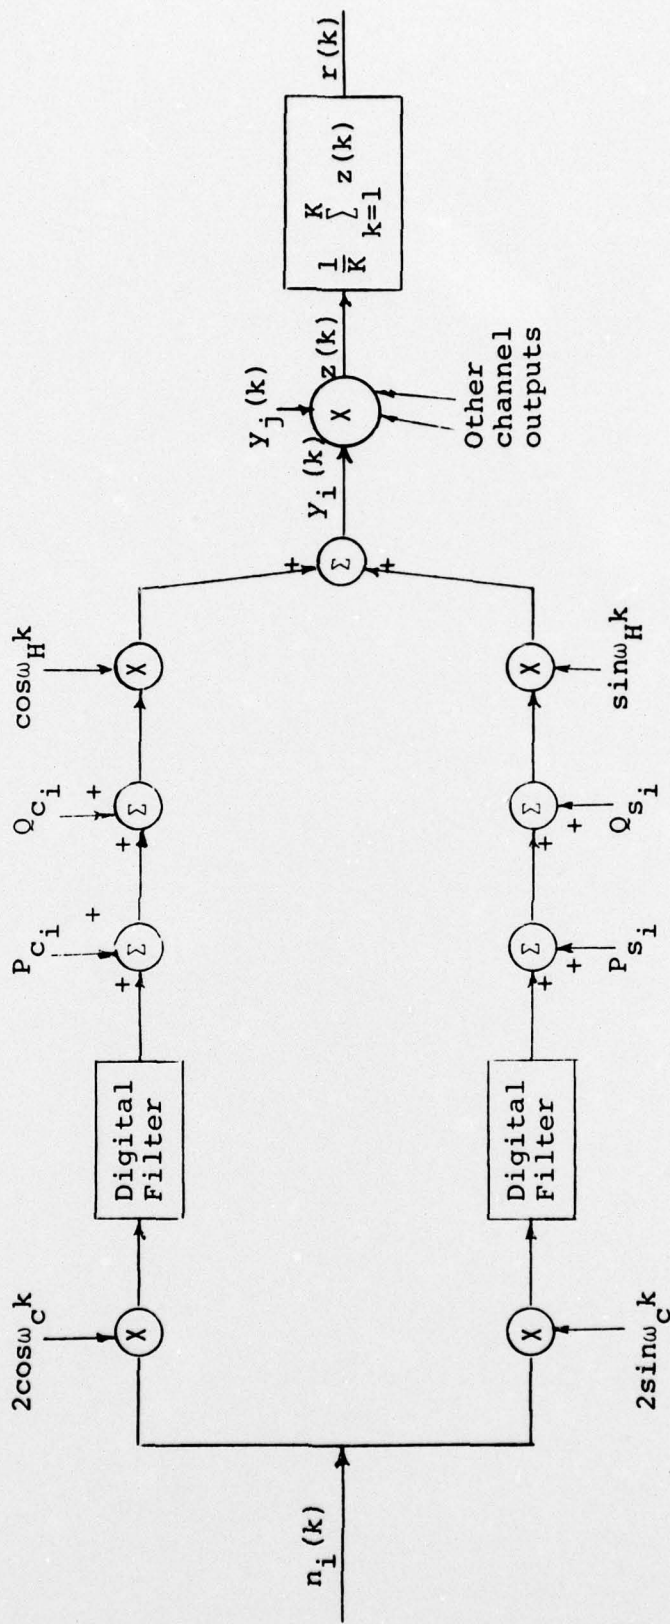 n_i(k)
2cosω_c k
X
Digital
Filter
P_{c_i}
+
+
Σ
Q_{c_i}
+
+
Σ
cosω_H k
X
2sinω_c k
X
Digital
Filter
P_{s_i}
+
+
Σ
Q_{s_i}
+
+
Σ
sinω_H k
X
+
+
Σ
Y_i(k)
Y_j(k)
X
Other
channel
outputs
z(k)
1/K Σ_{k=1}^{K} z(k)
r(k)